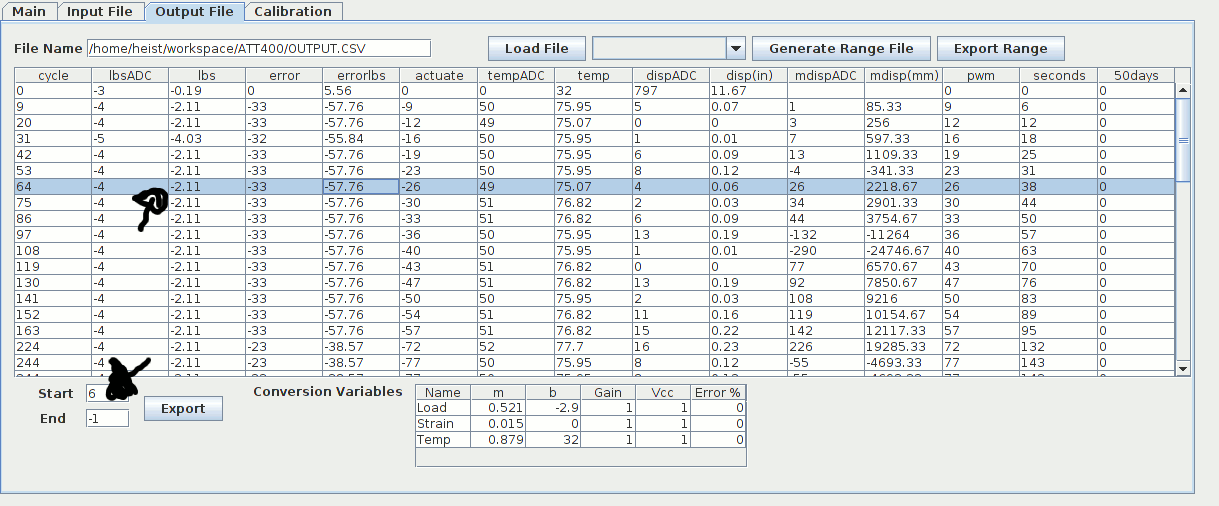 Main Input File Output File Calibration
File Name /home/heist/workspace/ATT400/OUTPUT.CSV Load File Generate Range File Export Range
cycle lbsADC lbs error errorlbs actuate tempADC temp dispADC disp(in) mdispADC mdisp(mm) pwm seconds 50days
0 -3 -0.19 0 5.56 0 0 32 797 11.67 0 0 0
9 -4 -2.11 -33 -57.76 -9 50 75.95 5 0.07 1 85.33 9 6 0
20 -4 -2.11 -33 -57.76 -12 49 75.07 0 0 3 256 12 12 0
31 -5 -4.03 -32 -55.84 -16 50 75.95 1 0.01 7 597.33 16 18 0
42 -4 -2.11 -33 -57.76 -19 50 75.95 6 0.09 13 1109.33 19 25 0
53 -4 -2.11 -33 -57.76 -23 50 75.95 8 0.12 -4 -341.33 23 31 0
64 -4 -2.11 -33 -57.76 -26 49 75.07 4 0.06 26 2218.67 26 38 0
75 -4 -2.11 -33 -57.76 -30 51 76.82 2 0.03 34 2901.33 30 44 0
86 -4 -2.11 -33 -57.76 -33 51 76.82 6 0.09 44 3754.67 33 50 0
97 -4 -2.11 -33 -57.76 -36 50 75.95 13 0.19 -132 -11264 36 57 0
108 -4 -2.11 -33 -57.76 -40 50 75.95 1 0.01 -290 -24746.67 40 63 0
119 -4 -2.11 -33 -57.76 -43 51 76.82 0 0 77 6570.67 43 70 0
130 -4 -2.11 -33 -57.76 -47 51 76.82 13 0.19 92 7850.67 47 76 0
141 -4 -2.11 -33 -57.76 -50 50 75.95 2 0.03 108 9216 50 83 0
152 -4 -2.11 -33 -57.76 -54 51 76.82 11 0.16 119 10154.67 54 89 0
163 -4 -2.11 -33 -57.76 -57 51 76.82 15 0.22 142 12117.33 57 95 0
224 -4 -2.11 -23 -38.57 -72 52 77.7 16 0.23 226 19285.33 72 132 0
244 -4 -2.11 -23 -38.57 -77 50 75.95 8 0.12 -55 -4693.33 77 143 0
Start 6 Conversion Variables Name m b Gain Vcc Error %
End -1 Export Load 0.521 -2.9 1 1 0
Strain 0.015 0 1 1 0
Temp 0.879 32 1 1 0